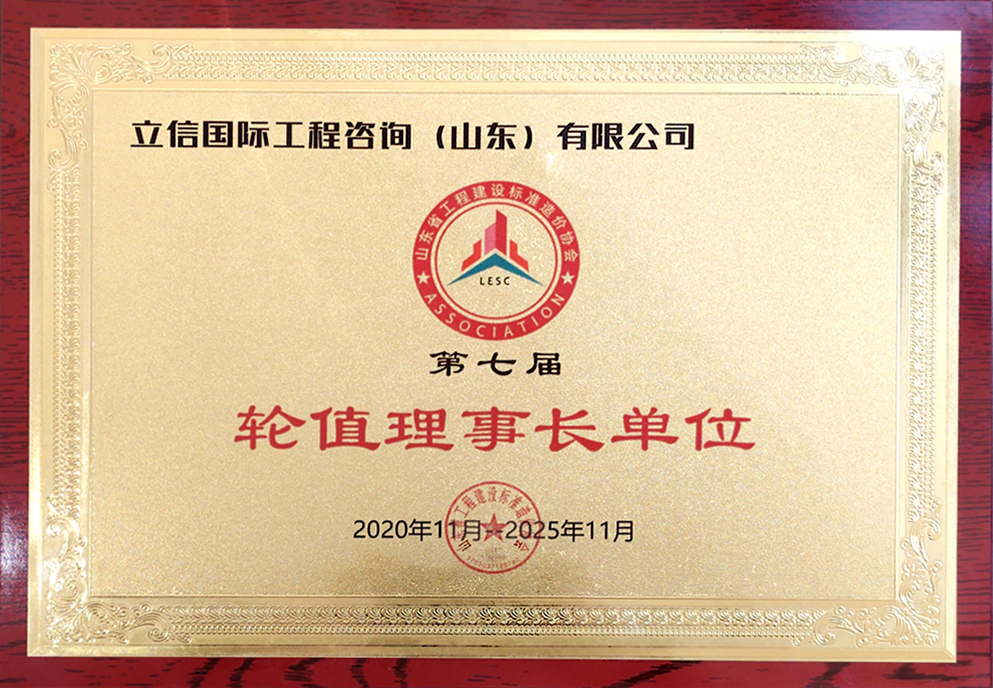 立信国际工程咨询（山东）有限公司
山东省工程建设标准造价协会
LESC
★ASSOCIATION★
第七届
轮值理事长单位
2020年11月--2025年11月